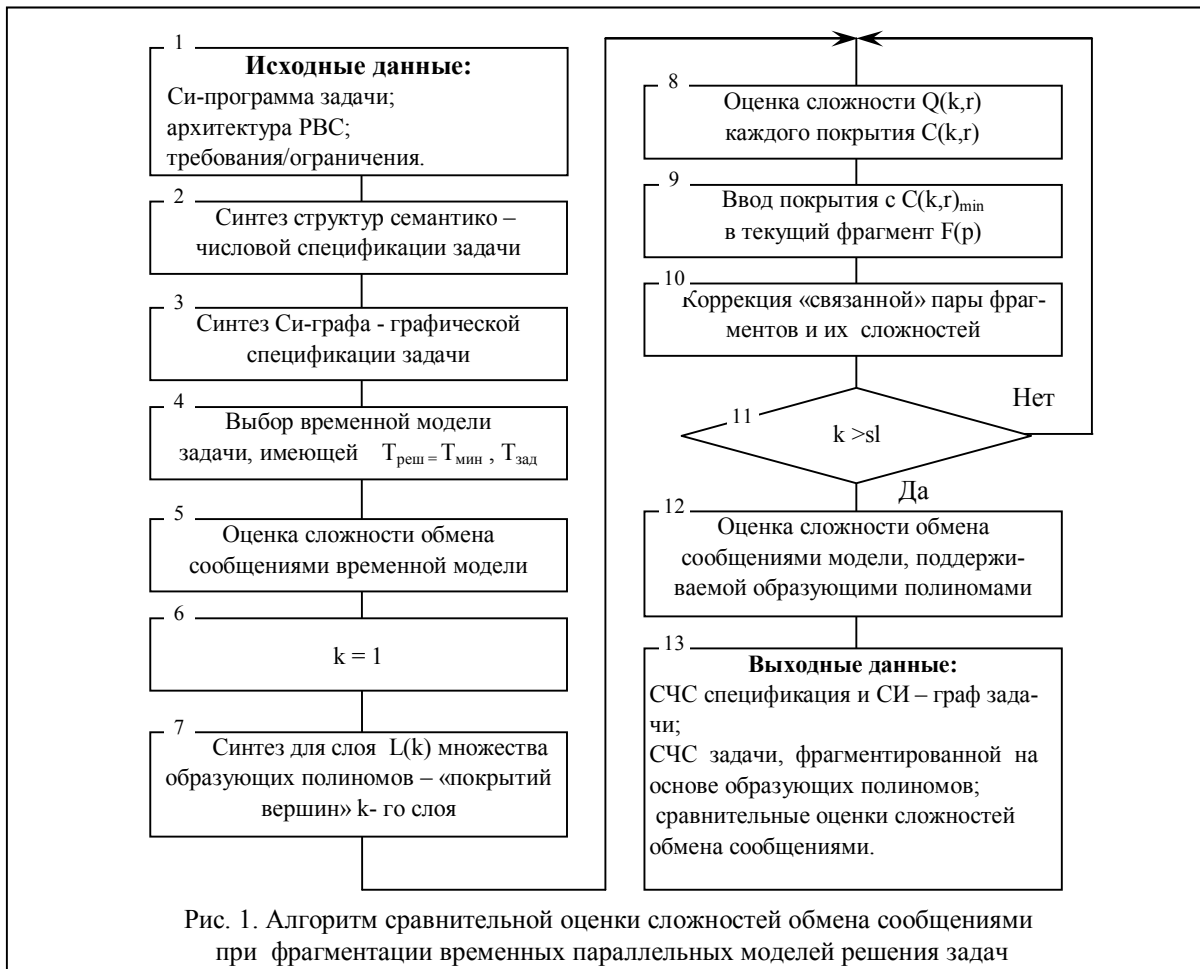 1
Исходные данные:
Си-программа задачи;
архитектура РВС;
требования/ограничения.
2
Синтез структур семантико –
числовой спецификации задачи
3
Синтез Си-графа - графической
спецификации задачи
4
Выбор временной модели
задачи, имеющей Tреш = Tмин , Tзад
5
Оценка сложности обмена
сообщениями временной модели
6
k = 1
7
Синтез для слоя L(k) множества
образующих полиномов – «покрытий
вершин» k- го слоя
8
Оценка сложности Q(k,r)
каждого покрытия C(k,r)
9
Ввод покрытия с C(k,r)min
в текущий фрагмент F(p)
10
Коррекция «связанной» пары фраг-
ментов и их сложностей
11
k >sl
Нет
Да
12
Оценка сложности обмена
сообщениями модели, поддержи-
ваемой образующими полиномами
13
Выходные данные:
СЧС спецификация и СИ – граф зада-
чи;
СЧС задачи, фрагментированной на
основе образующих полиномов;
сравнительные оценки сложностей
обмена сообщениями.
Рис. 1. Алгоритм сравнительной оценки сложностей обмена сообщениями
при фрагментации временных параллельных моделей решения задач